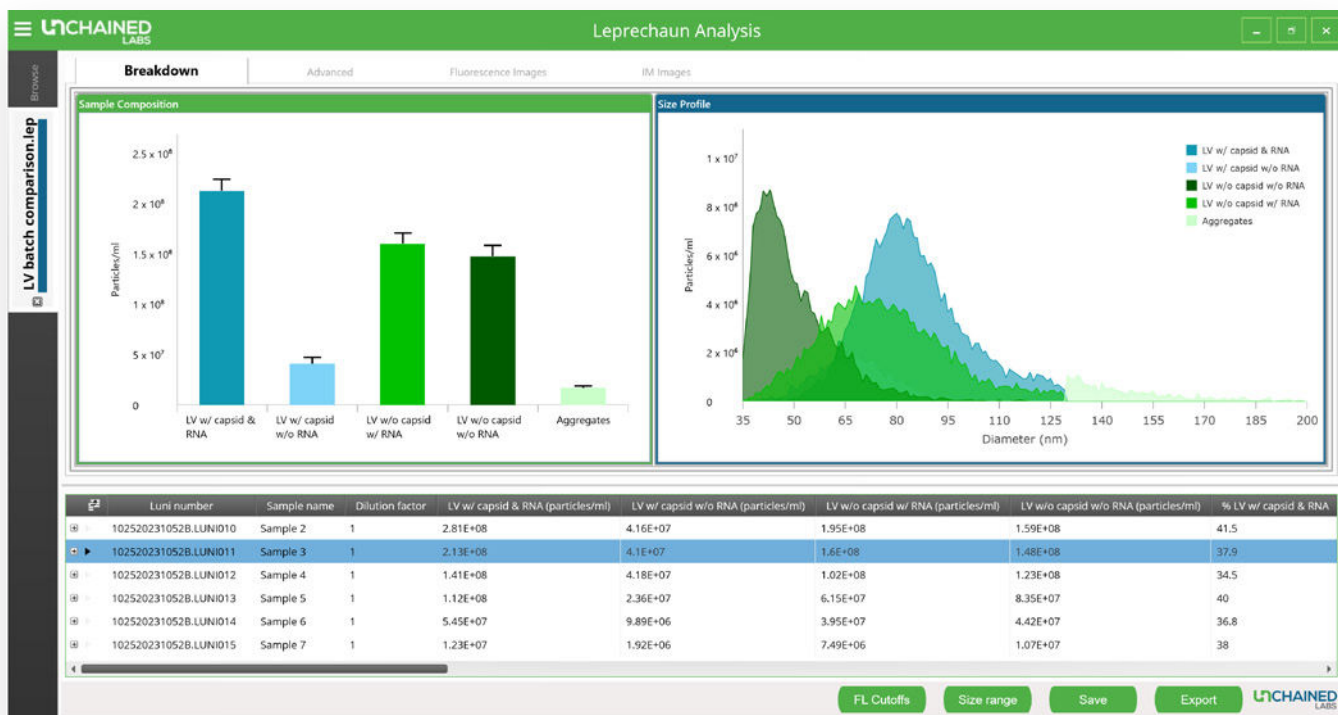 UNCHAINED LABS
Leprechaun Analysis
Browse
LV batch comparison.lep
Breakdown
Advanced
Fluorescence Images
IM Images
Sample Composition
Particles/ml
2.5 x 10⁸
2 x 10⁸
1.5 x 10⁸
1 x 10⁸
5 x 10⁷
0
LV w/ capsid &
RNA
LV w/ capsid
w/o RNA
LV w/o capsid
w/ RNA
LV w/o capsid
w/o RNA
Aggregates
Size Profile
Particles/ml
1 x 10⁷
8 x 10⁶
6 x 10⁶
4 x 10⁶
2 x 10⁶
0
35 50 65 80 95 110 125 140 155 170 185 200
Diameter (nm)
LV w/ capsid & RNA
LV w/ capsid w/o RNA
LV w/o capsid w/o RNA
LV w/o capsid w/ RNA
Aggregates
Luni number Sample name Dilution factor LV w/ capsid & RNA (particles/ml) LV w/ capsid w/o RNA (particles/ml) LV w/o capsid w/ RNA (particles/ml) LV w/o capsid w/o RNA (particles/ml) % LV w/ capsid & RNA
102520231052B.LUNI010 Sample 2 1 2.81E+08 4.16E+07 1.95E+08 1.59E+08 41.5
102520231052B.LUNI011 Sample 3 1 2.13E+08 4.1E+07 1.6E+08 1.48E+08 37.9
102520231052B.LUNI012 Sample 4 1 1.41E+08 4.18E+07 1.02E+08 1.23E+08 34.5
102520231052B.LUNI013 Sample 5 1 1.12E+08 2.36E+07 6.15E+07 8.35E+07 40
102520231052B.LUNI014 Sample 6 1 5.45E+07 9.89E+06 3.95E+07 4.42E+07 36.8
102520231052B.LUNI015 Sample 7 1 1.23E+07 1.92E+06 7.49E+06 1.07E+07 38
FL Cutoffs
Size range
Save
Export
UNCHAINED LABS